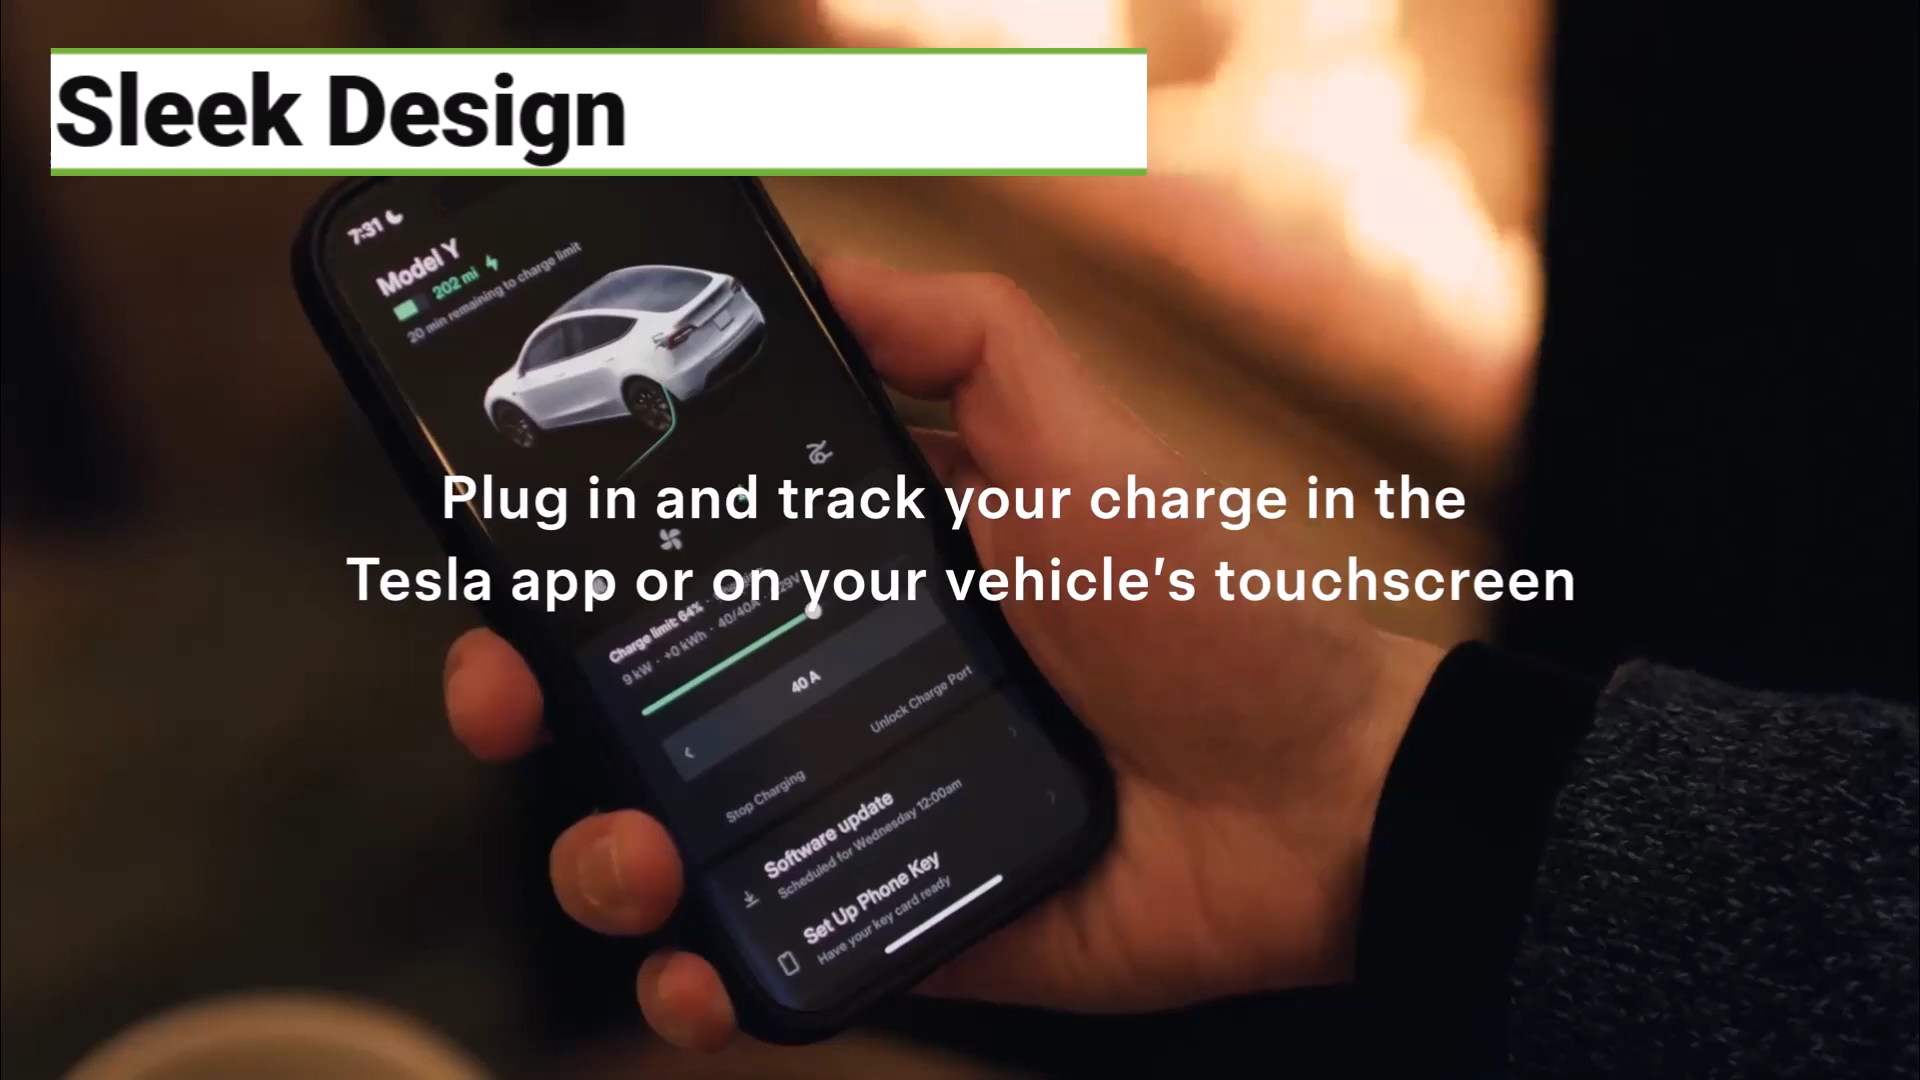 Sleek Design
7:31
Model Y
202 mi
20 min remaining to charge limit
Plug in and track your charge in the
Tesla app or on your vehicle's touchscreen
Charge limit: 64%
9 kW · +0 kWh · 40/40A
40 A
Unlock Charge Port
Stop Charging
Software update
Scheduled for Wednesday 12:00am
Set Up Phone Key
Have your key card ready